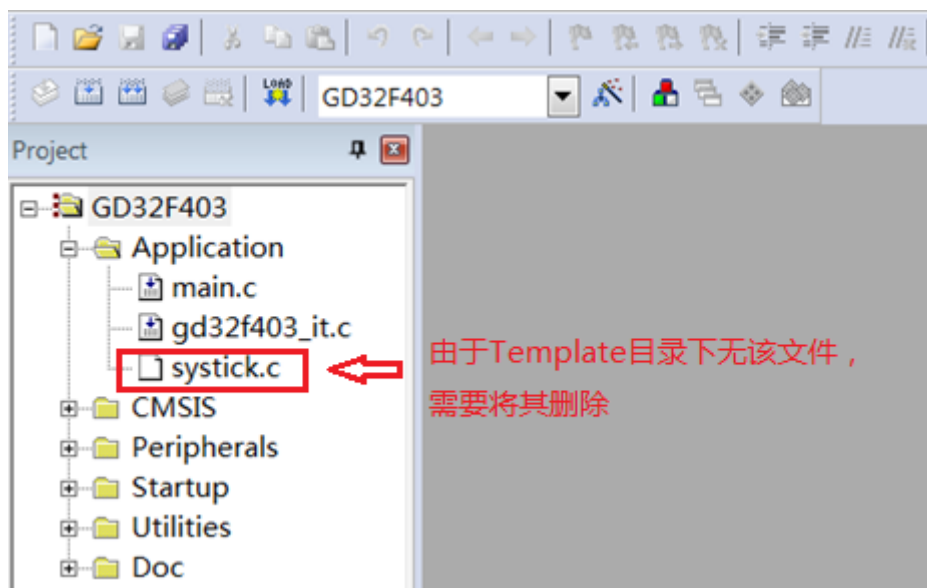 LOAD
GD32F403
Project
GD32F403
Application
main.c
gd32f403_it.c
systick.c
由于Template目录下无该文件，
需要将其删除
CMSIS
Peripherals
Startup
Utilities
Doc